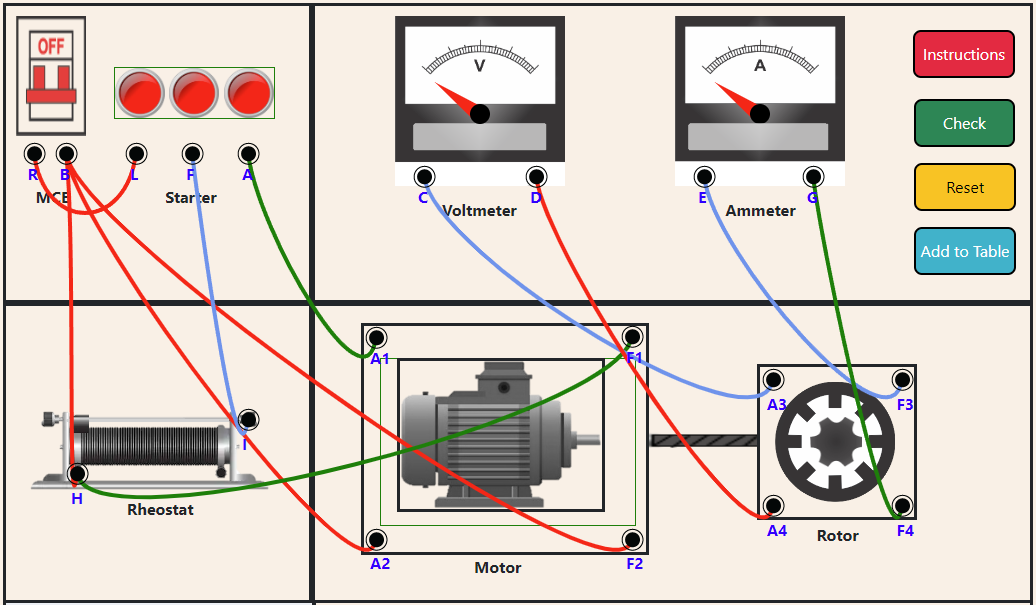 OFF
V
A
Instructions
Check
Reset
Add to Table
R
B
L
F
A
MCB
Starter
C
D
Voltmeter
E
G
Ammeter
A1
F1
A2
F2
Motor
I
H
Rheostat
A3
F3
A4
F4
Rotor